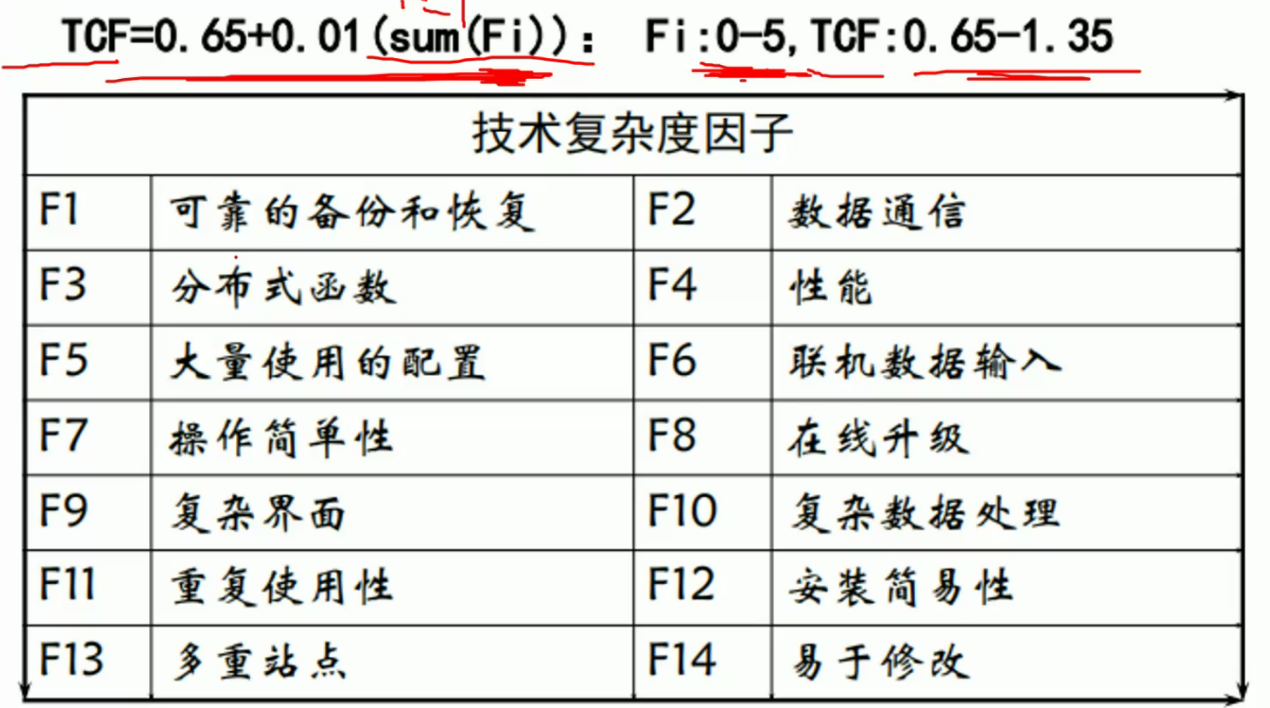 TCF=0.65+0.01(sum(Fi)): Fi:0-5,TCF:0.65-1.35
技术复杂度因子
F1 可靠的备份和恢复 F2 数据通信
F3 分布式函数 F4 性能
F5 大量使用的配置 F6 联机数据输入
F7 操作简单性 F8 在线升级
F9 复杂界面 F10 复杂数据处理
F11 重复使用性 F12 安装简易性
F13 多重站点 F14 易于修改